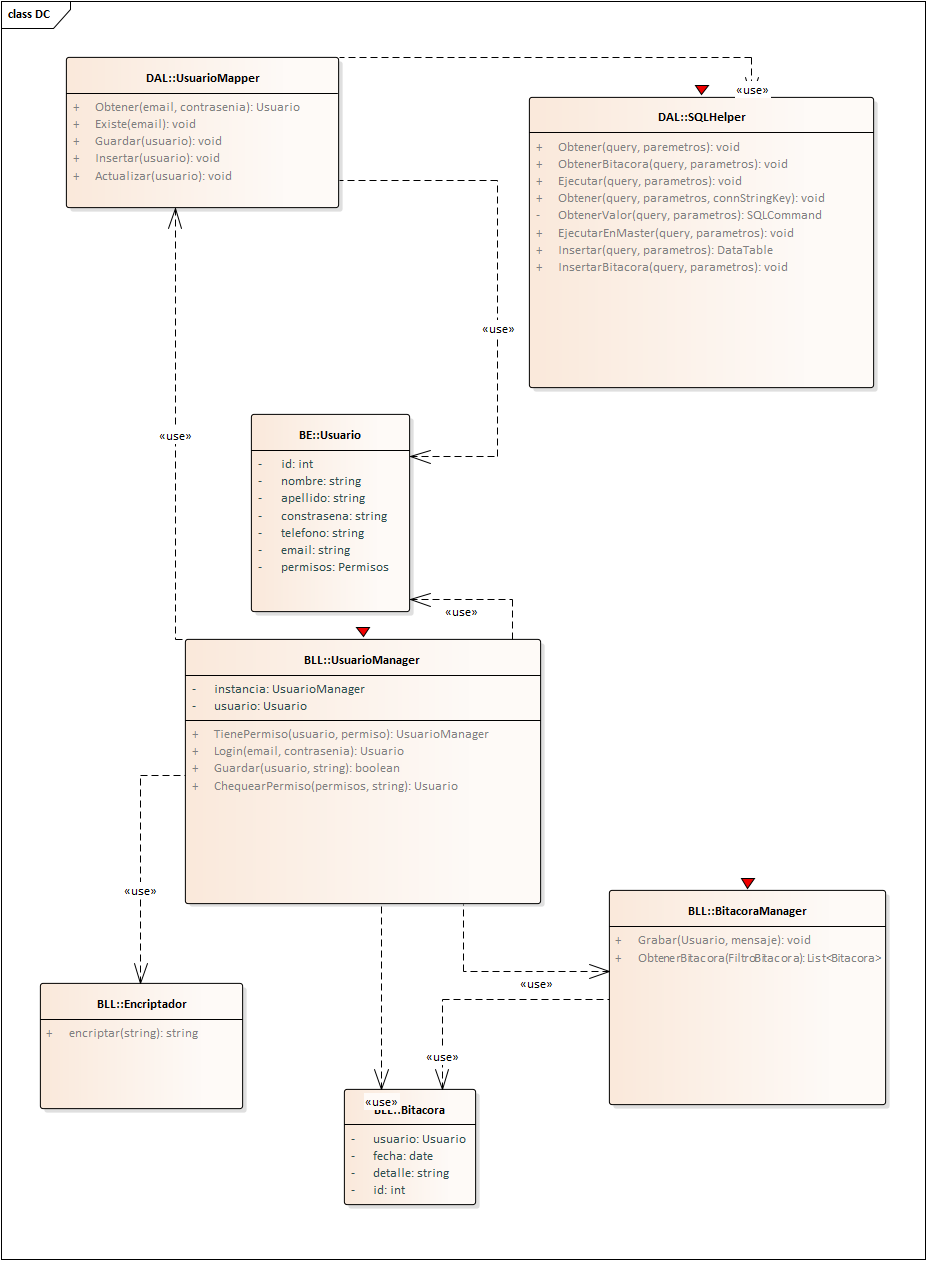 class DC
DAL::UsuarioMapper
+ Obtener(email, contrasenia): Usuario
+ Existe(email): void
+ Guardar(usuario): void
+ Insertar(usuario): void
+ Actualizar(usuario): void
«use»
DAL::SQLHelper
+ Obtener(query, paremetros): void
+ ObtenerBitacora(query, parametros): void
+ Ejecutar(query, parametros): void
+ Obtener(query, parametros, connStringKey): void
- ObtenerValor(query, parametros): SQLCommand
+ EjecutarEnMaster(query, parametros): void
+ Insertar(query, parametros): DataTable
+ InsertarBitacora(query, parametros): void
«use»
«use»
BE::Usuario
- id: int
- nombre: string
- apellido: string
- constrasena: string
- telefono: string
- email: string
- permisos: Permisos
«use»
BLL::UsuarioManager
- instancia: UsuarioManager
- usuario: Usuario
+ TienePermiso(usuario, permiso): UsuarioManager
+ Login(email, contrasenia): Usuario
+ Guardar(usuario, string): boolean
+ ChequearPermiso(permisos, string): Usuario
«use»
BLL::BitacoraManager
+ Grabar(Usuario, mensaje): void
+ ObtenerBitacora(FiltroBitacora): List<Bitacora>
«use»
BLL::Encriptador
+ encriptar(string): string
«use»
«use»
BLL::Bitacora
- usuario: Usuario
- fecha: date
- detalle: string
- id: int